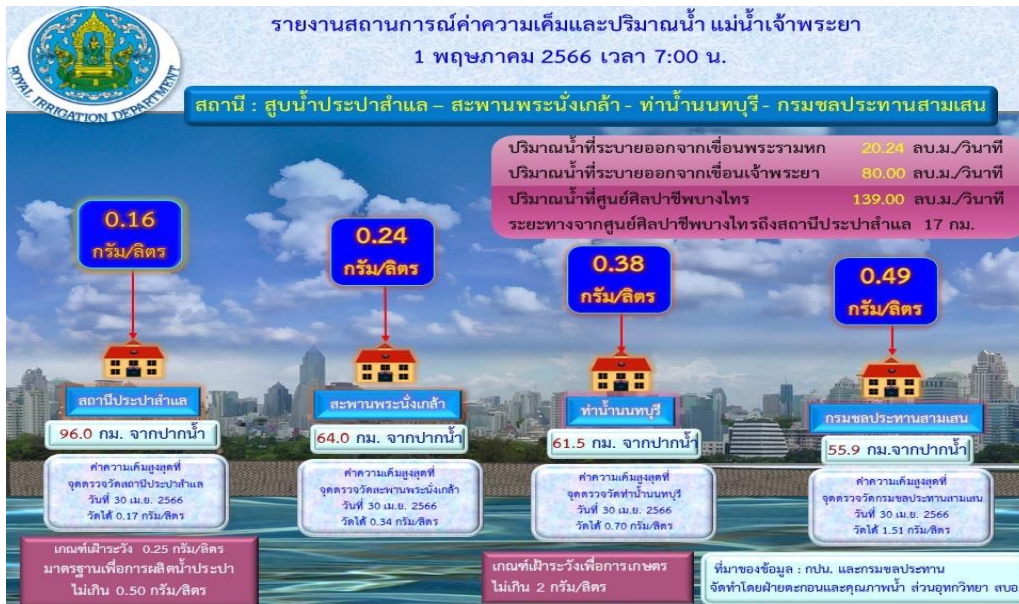 รายงานสถานการณ์ค่าความเค็มและปริมาณน้ำ แม่น้ำเจ้าพระยา
1 พฤษภาคม 2566 เวลา 7:00 น.
ROYAL IRRIGATION DEPARTMENT
สถานี : สูบน้ำประปาสำแล – สะพานพระนั่งเกล้า - ท่าน้ำนนทบุรี - กรมชลประทานสามเสน
ปริมาณน้ำที่ระบายออกจากเขื่อนพระรามหก 20.24 ลบ.ม./วินาที
ปริมาณน้ำที่ระบายออกจากเขื่อนเจ้าพระยา 80.00 ลบ.ม./วินาที
ปริมาณน้ำที่ศูนย์ศิลปาชีพบางไทร 139.00 ลบ.ม./วินาที
ระยะทางจากศูนย์ศิลปาชีพบางไทรถึงสถานีประปาสำแล 17 กม.
0.16
กรัม/ลิตร
สถานีประปาสำแล
96.0 กม. จากปากน้ำ
ค่าความเค็มสูงสุดที่
จุดตรวจวัดสถานีประปาสำแล
วันที่ 30 เม.ย. 2566
วัดได้ 0.17 กรัม/ลิตร
0.24
กรัม/ลิตร
สะพานพระนั่งเกล้า
64.0 กม. จากปากน้ำ
ค่าความเค็มสูงสุดที่
จุดตรวจวัดสะพานพระนั่งเกล้า
วันที่ 30 เม.ย. 2566
วัดได้ 0.34 กรัม/ลิตร
0.38
กรัม/ลิตร
ท่าน้ำนนทบุรี
61.5 กม. จากปากน้ำ
ค่าความเค็มสูงสุดที่
จุดตรวจวัดท่าน้ำนนทบุรี
วันที่ 30 เม.ย. 2566
วัดได้ 0.70 กรัม/ลิตร
0.49
กรัม/ลิตร
กรมชลประทานสามเสน
55.9 กม.จากปากน้ำ
ค่าความเค็มสูงสุดที่
จุดตรวจวัดกรมชลประทานสามเสน
วันที่ 30 เม.ย. 2566
วัดได้ 1.51 กรัม/ลิตร
เกณฑ์เฝ้าระวัง 0.25 กรัม/ลิตร
มาตรฐานเพื่อการผลิตน้ำประปา
ไม่เกิน 0.50 กรัม/ลิตร
เกณฑ์เฝ้าระวังเพื่อการเกษตร
ไม่เกิน 2 กรัม/ลิตร
ที่มาของข้อมูล : กปน. และกรมชลประทาน
จัดทำโดยฝ่ายตะกอนและคุณภาพน้ำ ส่วนอุทกวิทยา สบอ